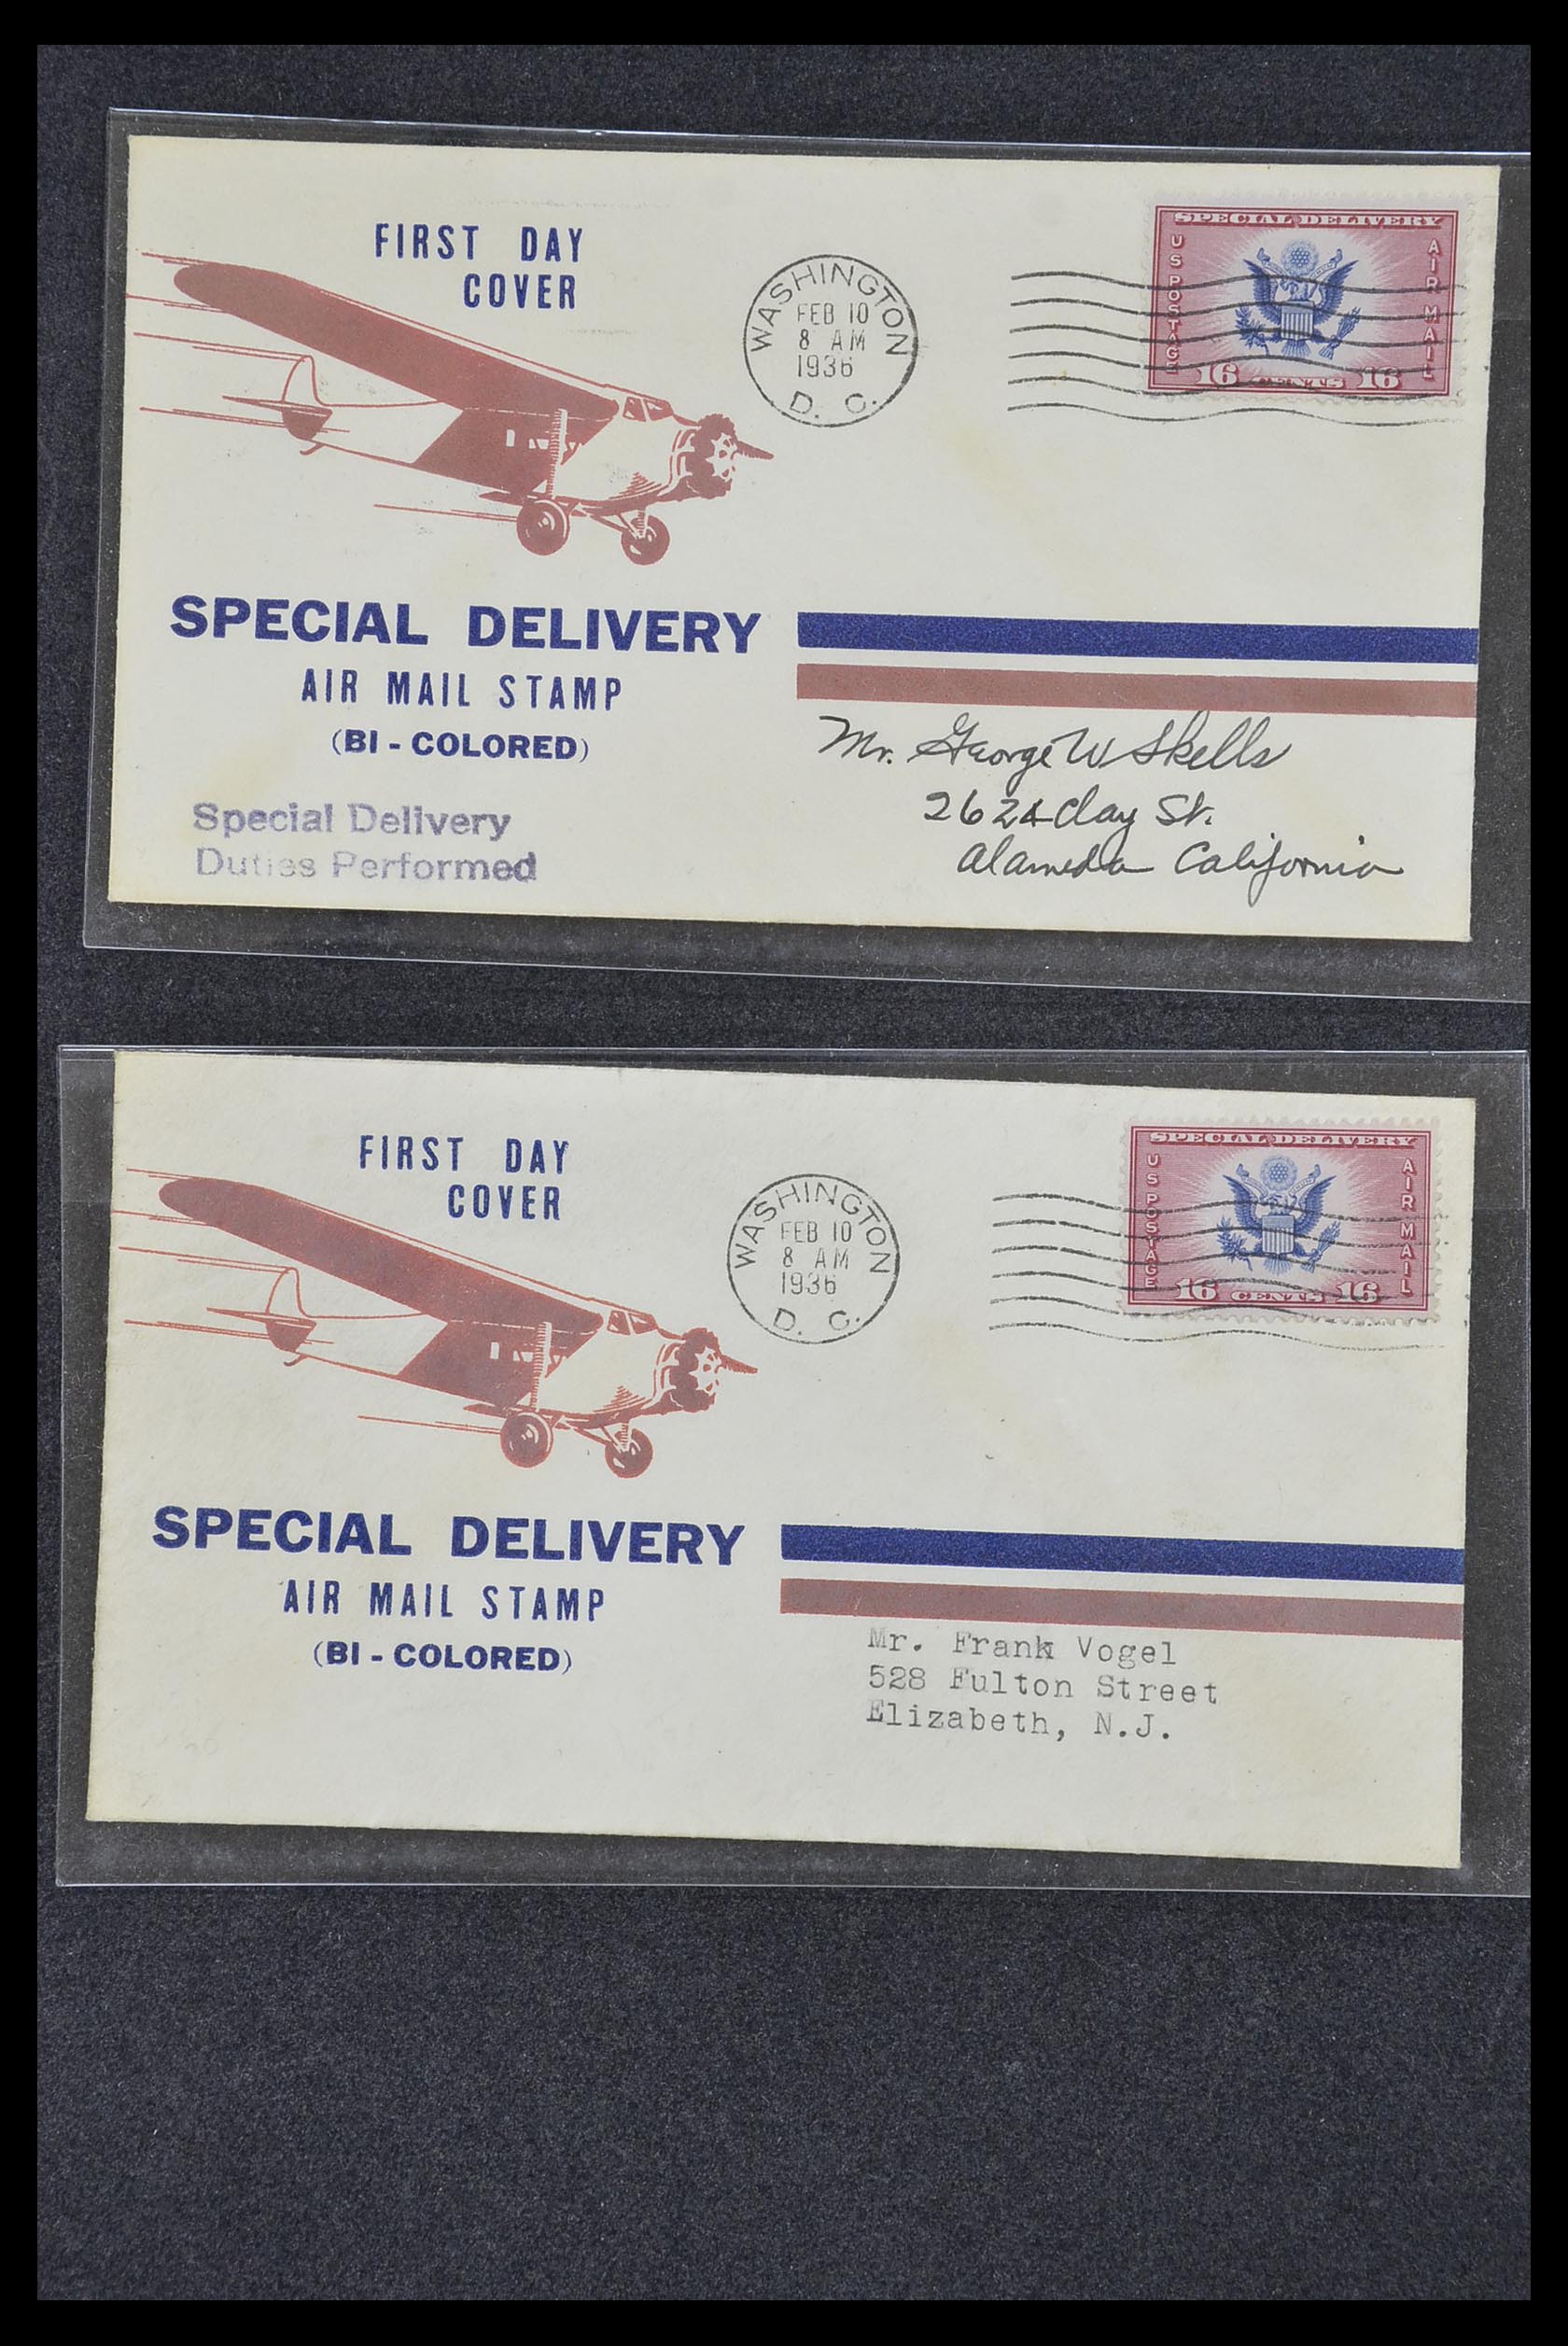 FIRST DAY
COVER
WASHINGTON
FEB 10
8 AM
1936
D. C.
SPECIAL DELIVERY
US POSTAGE
AIR MAIL
16 CENTS 16
SPECIAL DELIVERY
AIR MAIL STAMP
(BI - COLORED)
Special Delivery
Duties Performed
Mr. George W Skells
2624 Clay St.
Alameda California
FIRST DAY
COVER
WASHINGTON
FEB 10
8 AM
1936
D. C.
SPECIAL DELIVERY
US POSTAGE
AIR MAIL
16 CENTS 16
SPECIAL DELIVERY
AIR MAIL STAMP
(BI - COLORED)
Mr. Frank Vogel
528 Fulton Street
Elizabeth, N.J.